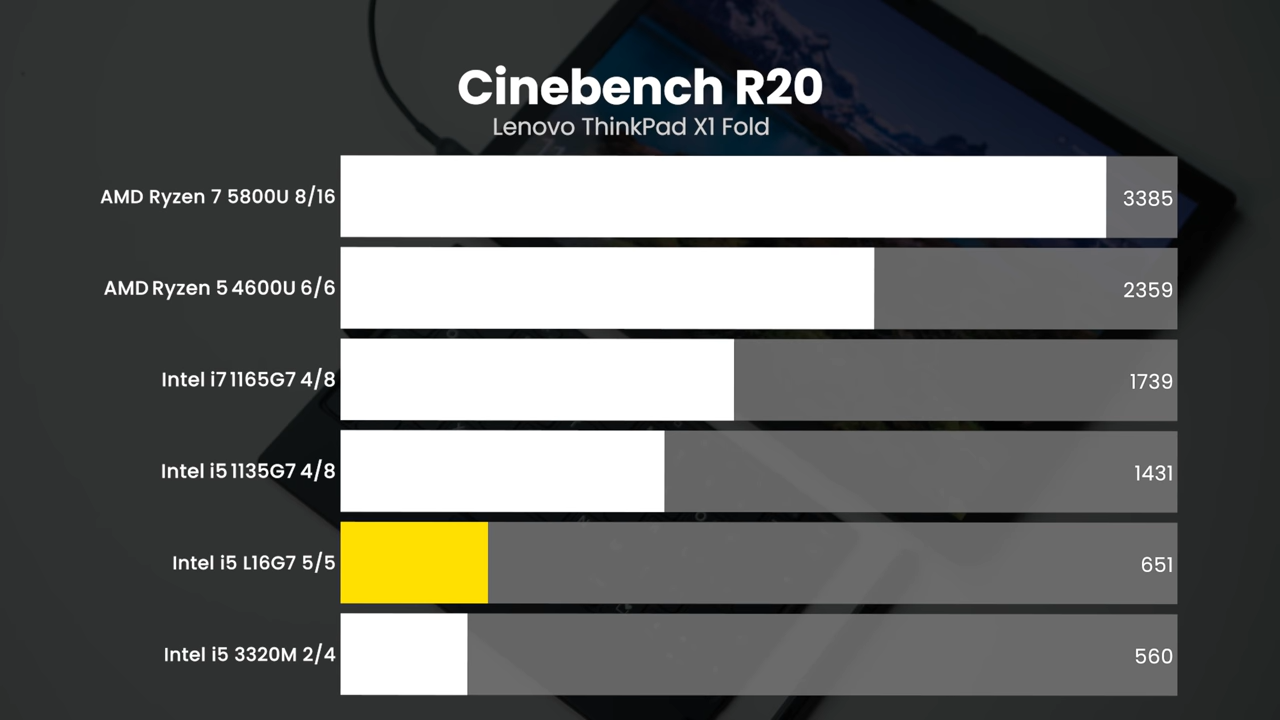 Cinebench R20
Lenovo ThinkPad X1 Fold
AMD Ryzen 7 5800U 8/16 3385
AMD Ryzen 5 4600U 6/6 2359
Intel i7 1165G7 4/8 1739
Intel i5 1135G7 4/8 1431
Intel i5 L16G7 5/5 651
Intel i5 3320M 2/4 560